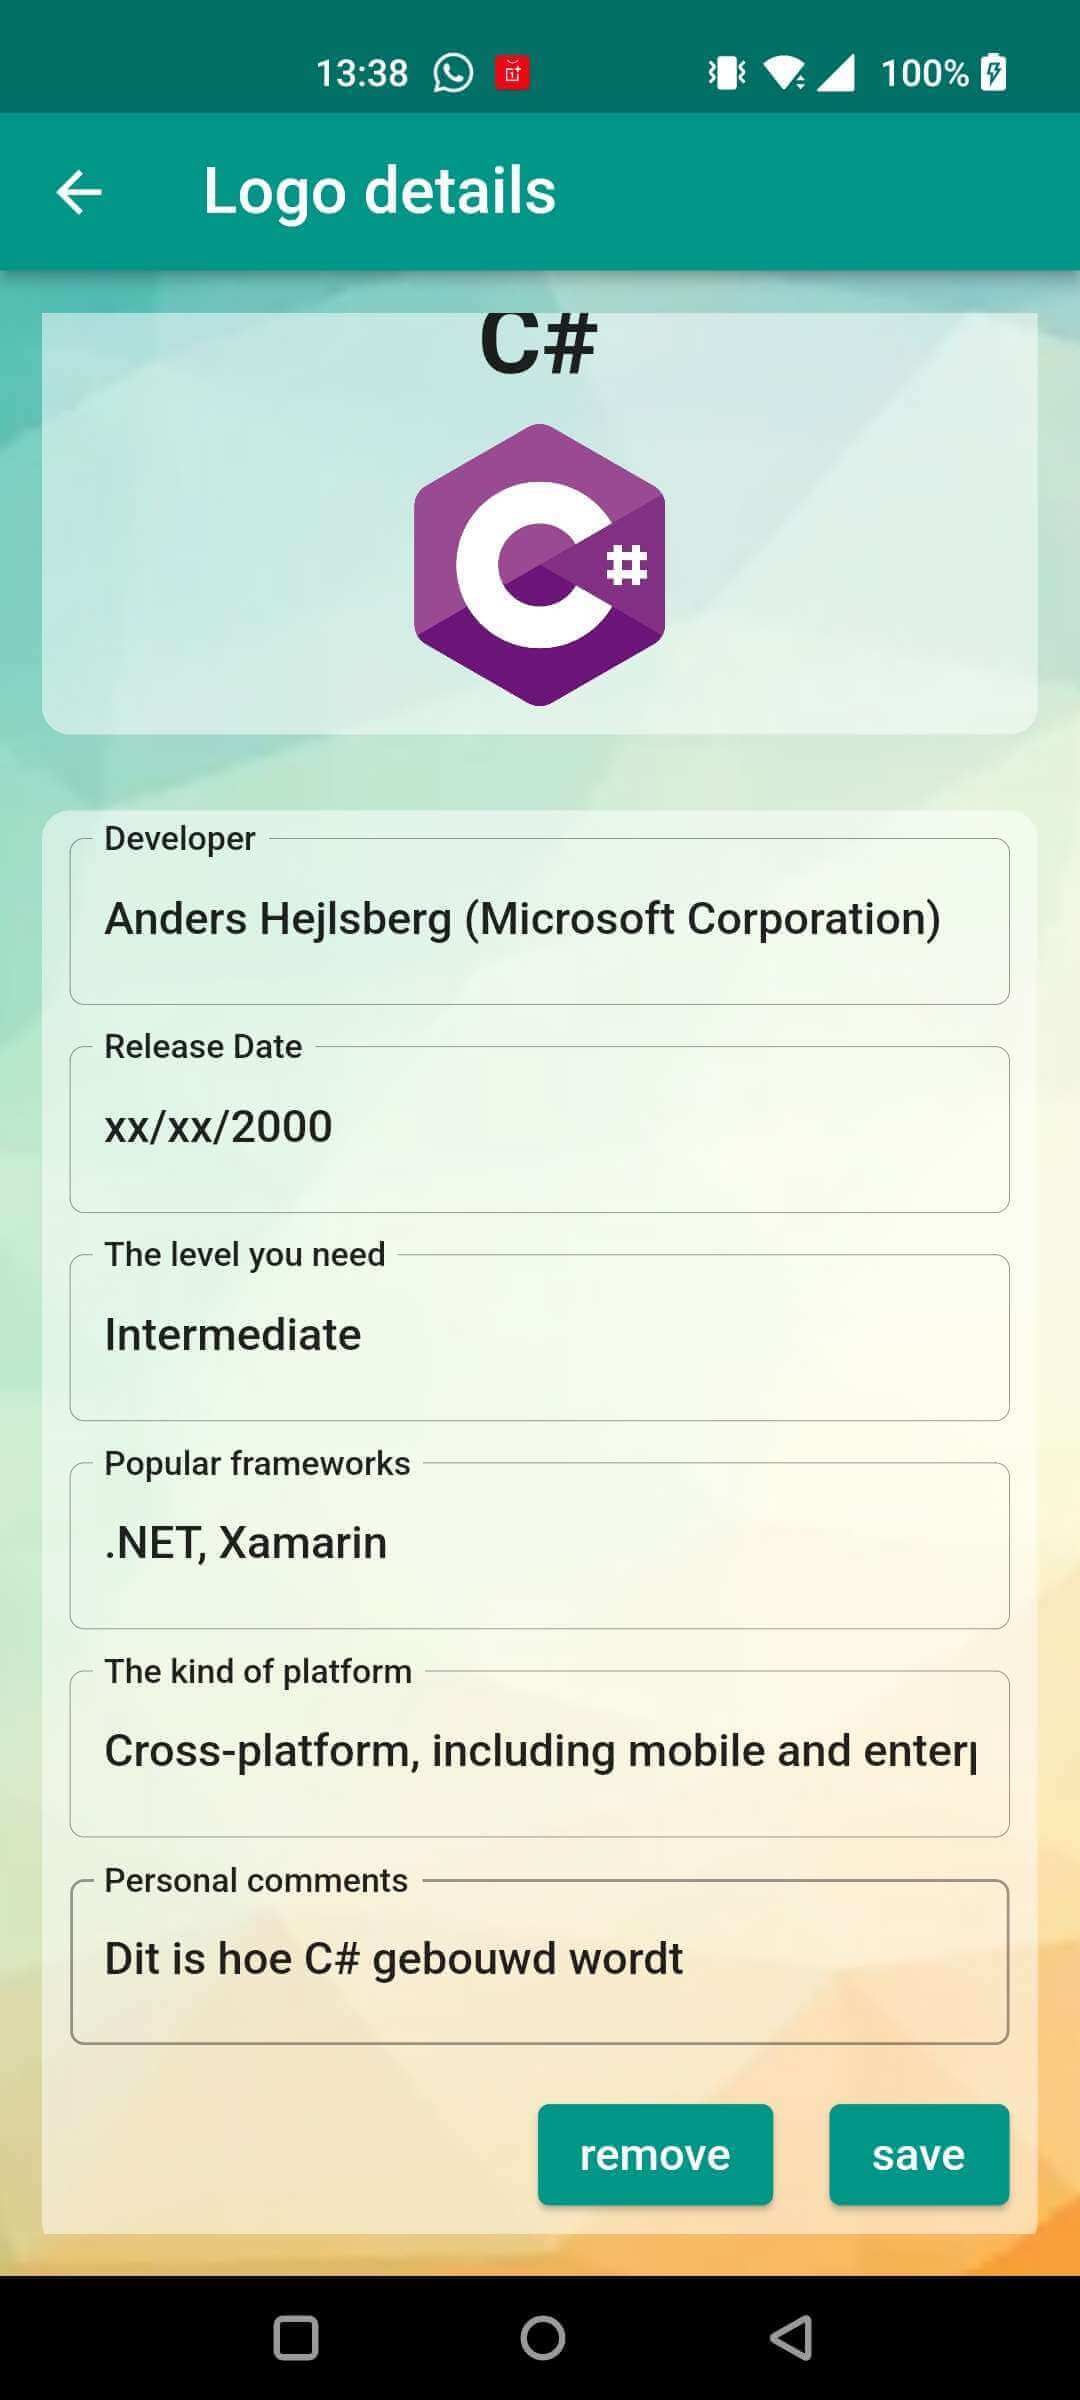 13:38 100%
Logo details
C#
C#
Developer
Anders Hejlsberg (Microsoft Corporation)
Release Date
xx/xx/2000
The level you need
Intermediate
Popular frameworks
.NET, Xamarin
The kind of platform
Cross-platform, including mobile and enterp
Personal comments
Dit is hoe C# gebouwd wordt
remove save